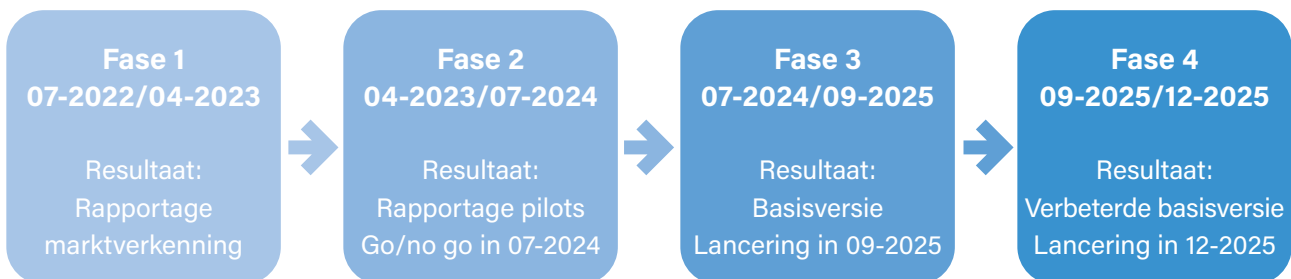 Fase 1
07-2022/04-2023
Resultaat:
Rapportage
marktverkenning
Fase 2
04-2023/07-2024
Resultaat:
Rapportage pilots
Go/no go in 07-2024
Fase 3
07-2024/09-2025
Resultaat:
Basisversie
Lancering in 09-2025
Fase 4
09-2025/12-2025
Resultaat:
Verbeterde basisversie
Lancering in 12-2025